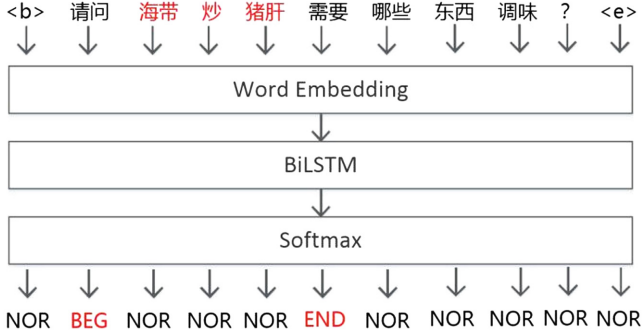 <b> 请问 海带 炒 猪肝 需要 哪些 东西 调味 ? <e>
Word Embedding
BiLSTM
Softmax
NOR BEG NOR NOR NOR END NOR NOR NOR NOR NOR